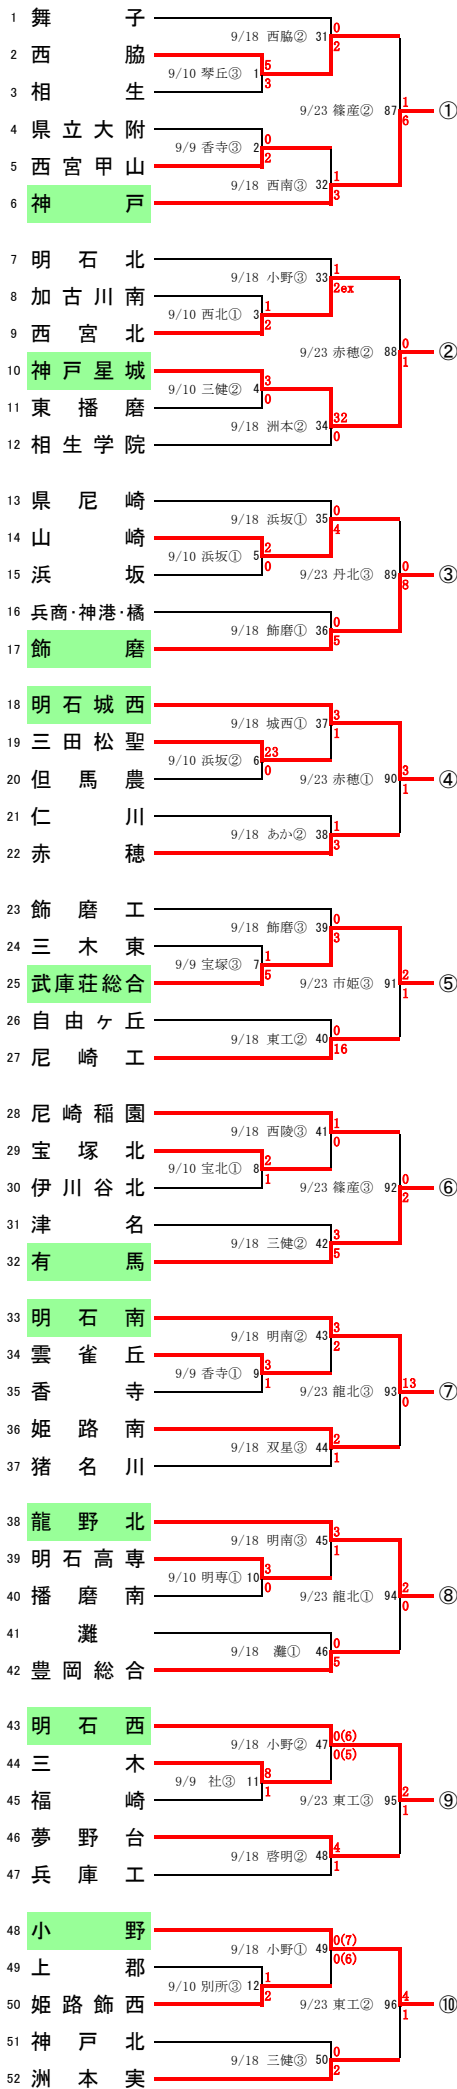 1 舞子
9/18 西脇② 31 0
2
2 西脇
9/10 琴丘③ 1 5
3
3 相生
9/23 篠産② 87 1
6
①
4 県立大附
9/9 香寺③ 2 0
2
5 西宮甲山
9/18 西南③ 32 1
3
6 神戸
7 明石北
9/18 小野③ 33 1
2ex
8 加古川南
9/10 西北① 3 1
2
9 西宮北
9/23 赤穂② 88 0
1
②
10 神戸星城
9/10 三健② 4 3
0
11 東播磨
9/18 洲本② 34 32
0
12 相生学院
13 県尼崎
9/18 浜坂① 35 0
4
14 山崎
9/10 浜坂① 5 2
0
15 浜坂
9/23 丹北③ 89 0
8
③
16 兵商・神港・橘
9/18 飾磨① 36 0
5
17 飾磨
18 明石城西
9/18 城西① 37 3
1
19 三田松聖
9/10 浜坂② 6 23
0
20 但馬農
9/23 赤穂① 90 3
1
④
21 仁川
9/18 あか② 38 1
3
22 赤穂
23 飾磨工
9/18 飾磨③ 39 0
3
24 三木東
9/9 宝塚③ 7 1
5
25 武庫荘総合
9/23 市姫③ 91 2
1
⑤
26 自由ヶ丘
9/18 東工② 40 0
16
27 尼崎工
28 尼崎稲園
9/18 西陵③ 41 1
0
29 宝塚北
9/10 宝北① 8 2
1
30 伊川谷北
9/23 篠産③ 92 0
2
⑥
31 津名
9/18 三健② 42 3
5
32 有馬
33 明石南
9/18 明南② 43 3
2
34 雲雀丘
9/9 香寺① 9 3
1
35 香寺
9/23 龍北③ 93 13
0
⑦
36 姫路南
9/18 双星③ 44 2
1
37 猪名川
38 龍野北
9/18 明南③ 45 3
1
39 明石高専
9/10 明専① 10 3
0
40 播磨南
9/23 龍北① 94 2
0
⑧
41 灘
9/18 灘① 46 0
5
42 豊岡総合
43 明石西
9/18 小野② 47 0(6)
0(5)
44 三木
9/9 社③ 11 8
1
45 福崎
9/23 東工③ 95 2
1
⑨
46 夢野台
9/18 啓明② 48 4
1
47 兵庫工
48 小野
9/18 小野① 49 0(7)
0(6)
49 上郡
9/10 別所③ 12 1
2
50 姫路飾西
9/23 東工② 96 4
1
⑩
51 神戸北
9/18 三健③ 50 0
2
52 洲本実